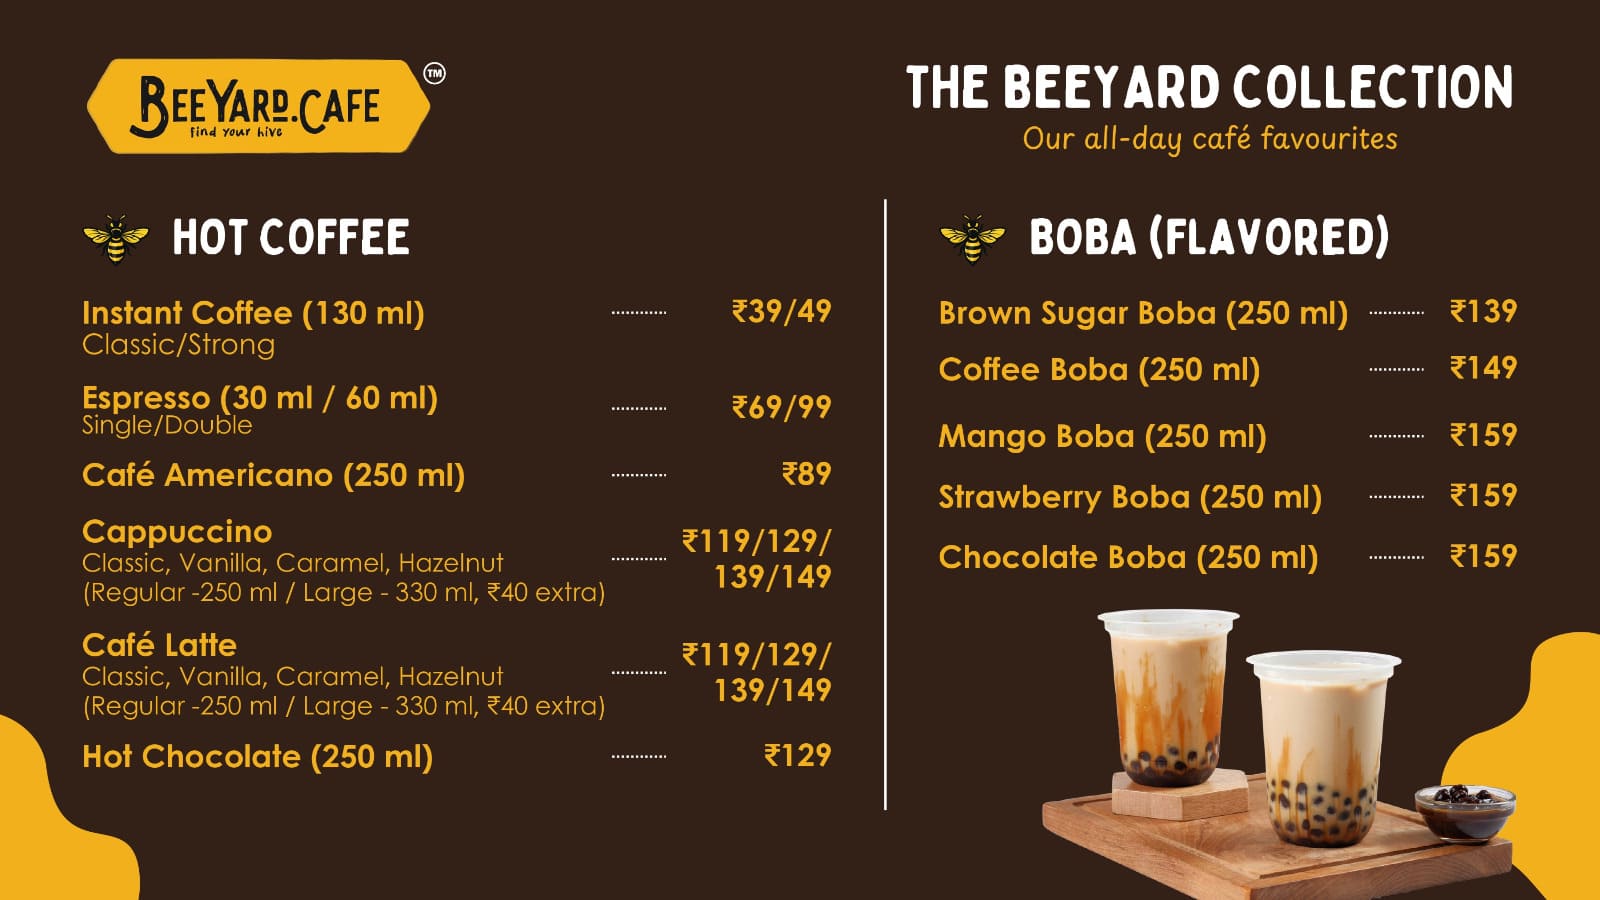 BEEYARD.CAFE
TM
find your hive
THE BEEYARD COLLECTION
Our all-day café favourites
HOT COFFEE
Instant Coffee (130 ml) ............ ₹39/49
Classic/Strong
Espresso (30 ml / 60 ml) ............ ₹69/99
Single/Double
Café Americano (250 ml) ............ ₹89
Cappuccino
Classic, Vanilla, Caramel, Hazelnut ............ ₹119/129/
(Regular -250 ml / Large - 330 ml, ₹40 extra) 139/149
Café Latte
Classic, Vanilla, Caramel, Hazelnut ............ ₹119/129/
(Regular -250 ml / Large - 330 ml, ₹40 extra) 139/149
Hot Chocolate (250 ml) ............ ₹129
BOBA (FLAVORED)
Brown Sugar Boba (250 ml) ............ ₹139
Coffee Boba (250 ml) ............ ₹149
Mango Boba (250 ml) ............ ₹159
Strawberry Boba (250 ml) ............ ₹159
Chocolate Boba (250 ml) ............ ₹159